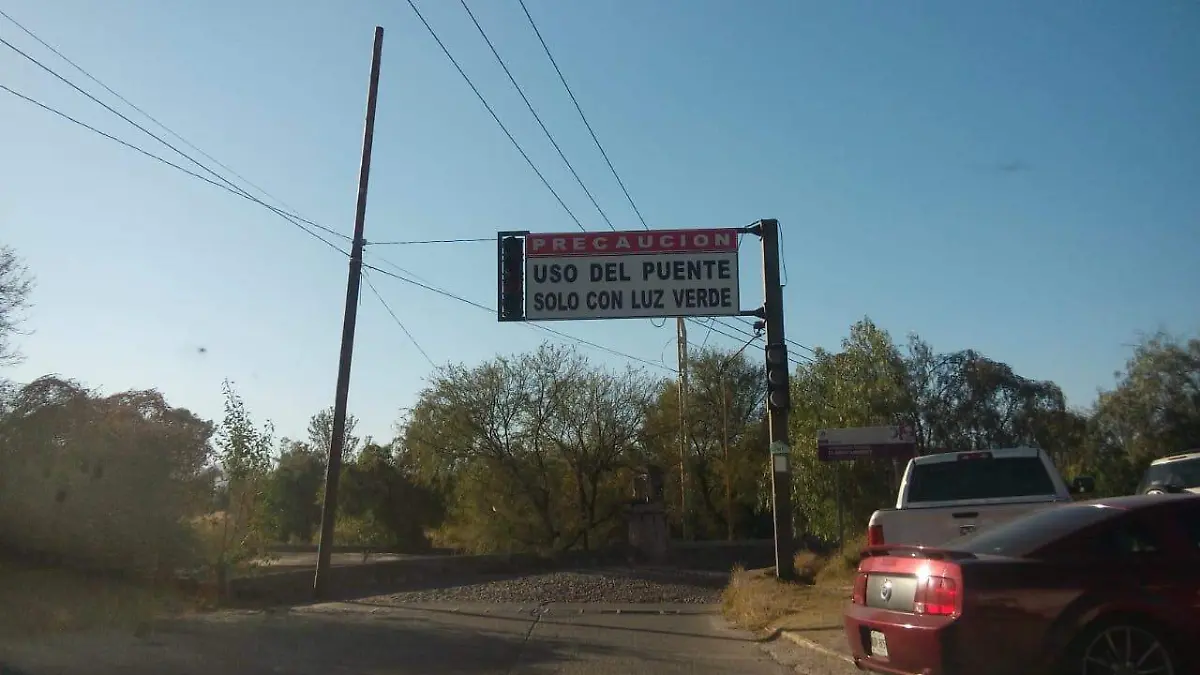 PRECAUCION
USO DEL PUENTE
SOLO CON LUZ VERDE